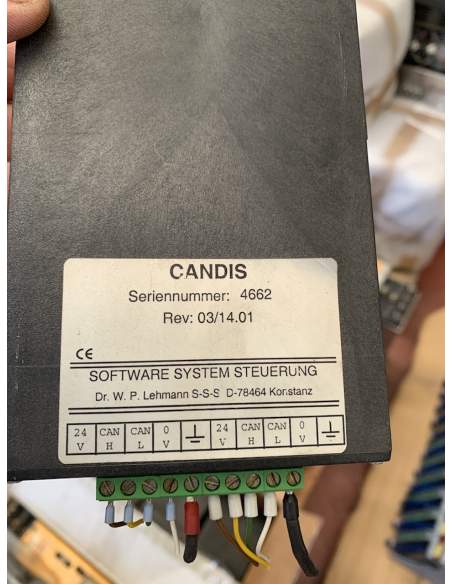 CANDIS
Seriennummer: 4662
Rev: 03/14.01
CE
SOFTWARE SYSTEM STEUERUNG
Dr. W. P. Lehmann S-S-S D-78464 Konstanz
24 V CAN H CAN L 0 V 24 V CAN H CAN L 0 V